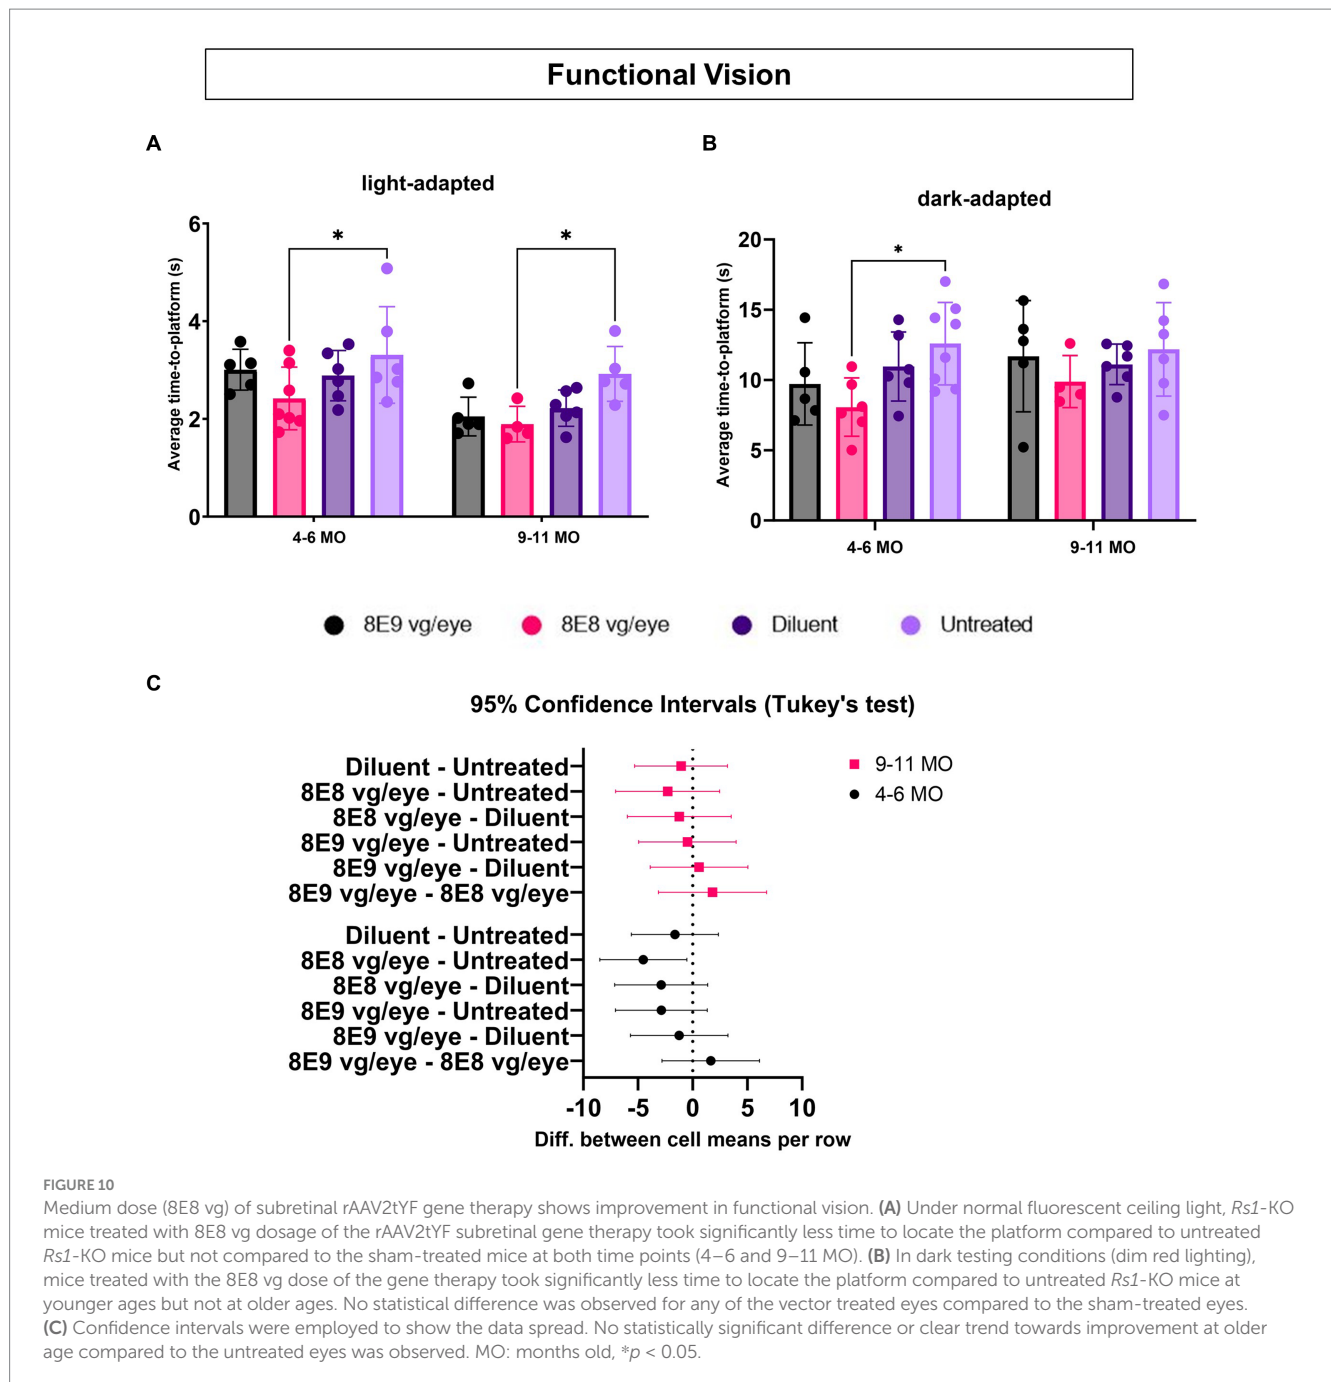 Functional Vision
A
light-adapted
Average time-to-platform (s)
6
4
2
0
*
*
4-6 MO
9-11 MO
B
dark-adapted
Average time-to-platform (s)
20
15
10
5
0
*
4-6 MO
9-11 MO
8E9 vg/eye
8E8 vg/eye
Diluent
Untreated
C
95% Confidence Intervals (Tukey's test)
Diluent - Untreated
8E8 vg/eye - Untreated
8E8 vg/eye - Diluent
8E9 vg/eye - Untreated
8E9 vg/eye - Diluent
8E9 vg/eye - 8E8 vg/eye
Diluent - Untreated
8E8 vg/eye - Untreated
8E8 vg/eye - Diluent
8E9 vg/eye - Untreated
8E9 vg/eye - Diluent
8E9 vg/eye - 8E8 vg/eye
9-11 MO
4-6 MO
-10 -5 0 5 10
Diff. between cell means per row
FIGURE 10
Medium dose (8E8 vg) of subretinal rAAV2tYF gene therapy shows improvement in functional vision. (A) Under normal fluorescent ceiling light, Rs1-KO
mice treated with 8E8 vg dosage of the rAAV2tYF subretinal gene therapy took significantly less time to locate the platform compared to untreated
Rs1-KO mice but not compared to the sham-treated mice at both time points (4–6 and 9–11 MO). (B) In dark testing conditions (dim red lighting),
mice treated with the 8E8 vg dose of the gene therapy took significantly less time to locate the platform compared to untreated Rs1-KO mice at
younger ages but not at older ages. No statistical difference was observed for any of the vector treated eyes compared to the sham-treated eyes.
(C) Confidence intervals were employed to show the data spread. No statistically significant difference or clear trend towards improvement at older
age compared to the untreated eyes was observed. MO: months old, *p < 0.05.